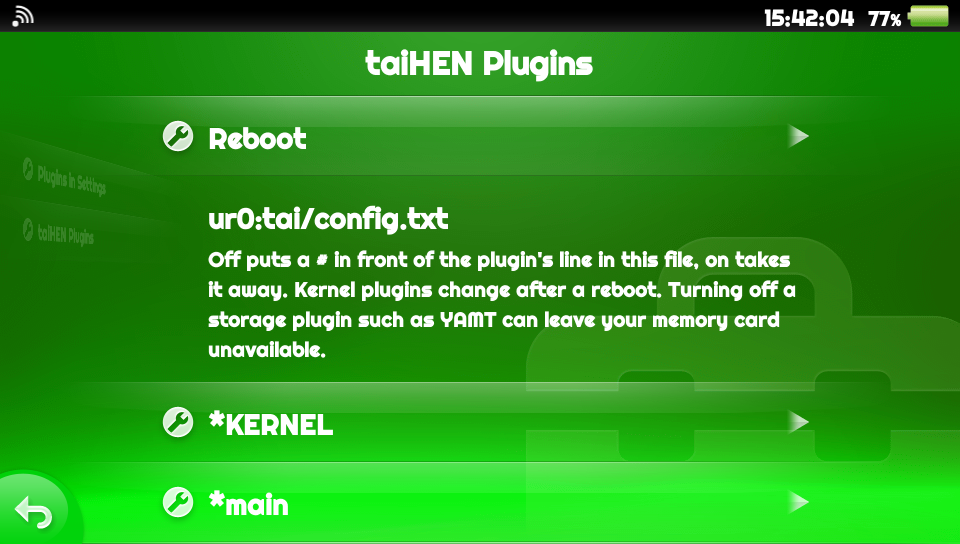 15:42:04 77%
taiHEN Plugins
Reboot
Plugins in Settings
taiHEN Plugins
ur0:tai/config.txt
Off puts a # in front of the plugin's line in this file, on takes
it away. Kernel plugins change after a reboot. Turning off a
storage plugin such as YAMT can leave your memory card
unavailable.
*KERNEL
*main